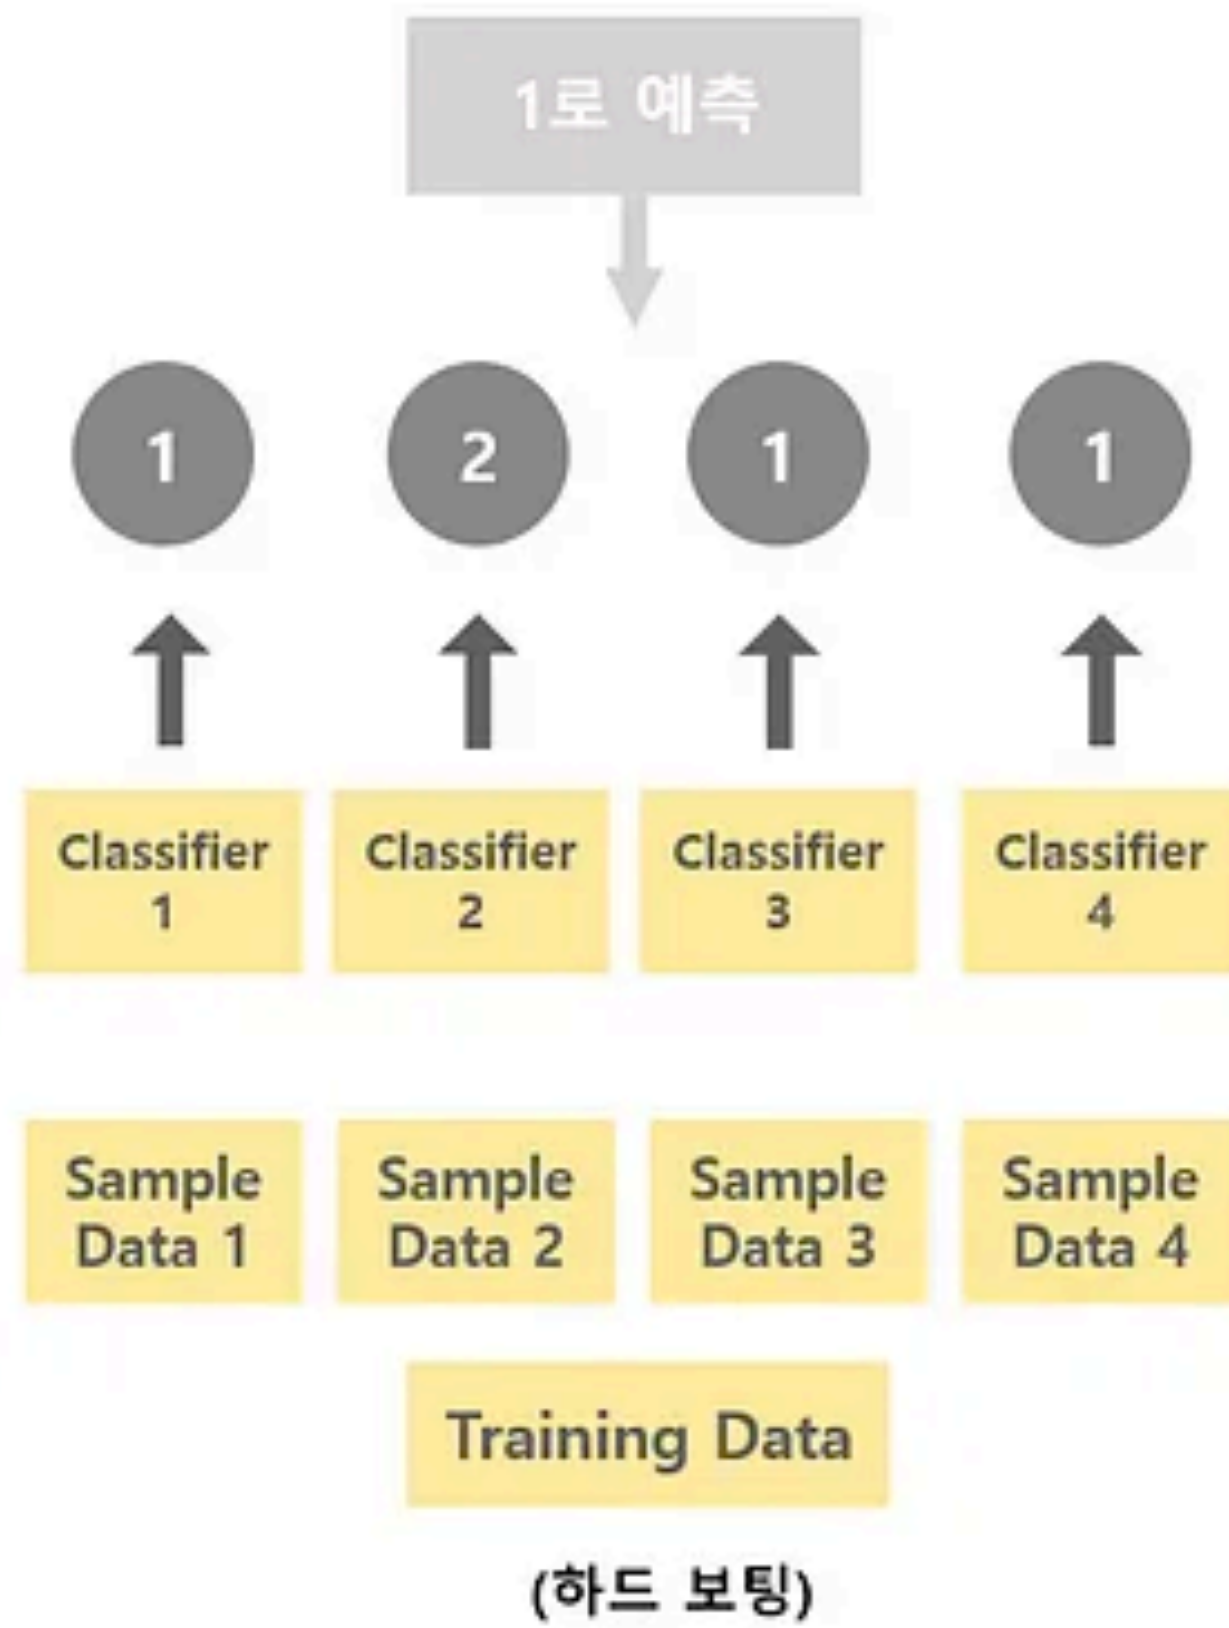 1로 예측
1 2 1 1
Classifier Classifier Classifier Classifier
1 2 3 4
Sample Sample Sample Sample
Data 1 Data 2 Data 3 Data 4
Training Data
(하드 보팅)